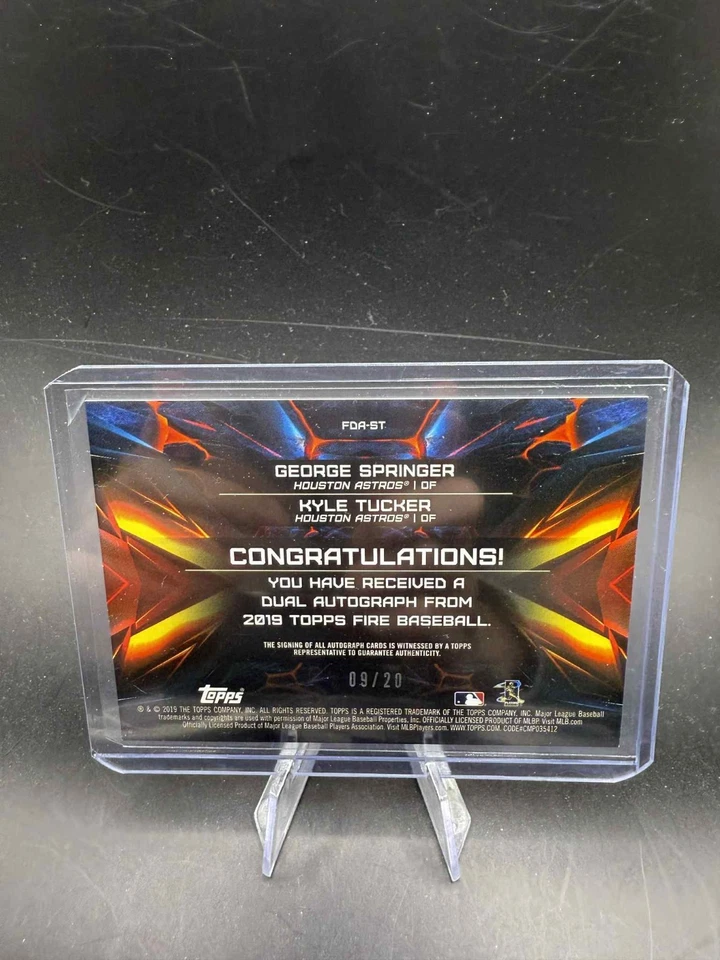 FDA-ST
GEORGE SPRINGER
HOUSTON ASTROS® | OF
KYLE TUCKER
HOUSTON ASTROS® | OF
CONGRATULATIONS!
YOU HAVE RECEIVED A
DUAL AUTOGRAPH FROM
2019 TOPPS FIRE BASEBALL.
THE SIGNING OF ALL AUTOGRAPH CARDS IS WITNESSED BY A TOPPS
REPRESENTATIVE TO GUARANTEE AUTHENTICITY.
09/20
topps
® & © 2019 THE TOPPS COMPANY, INC. ALL RIGHTS RESERVED. TOPPS IS A REGISTERED TRADEMARK OF THE TOPPS COMPANY, INC. Major League Baseball
trademarks and copyrights are used with permission of Major League Baseball Properties, Inc. OFFICIALLY LICENSED PRODUCT OF MLBP. Visit MLB.com
Officially Licensed Product of Major League Baseball Players Association. Visit MLBPlayers.com. WWW.TOPPS.COM. CODE#CMP035412